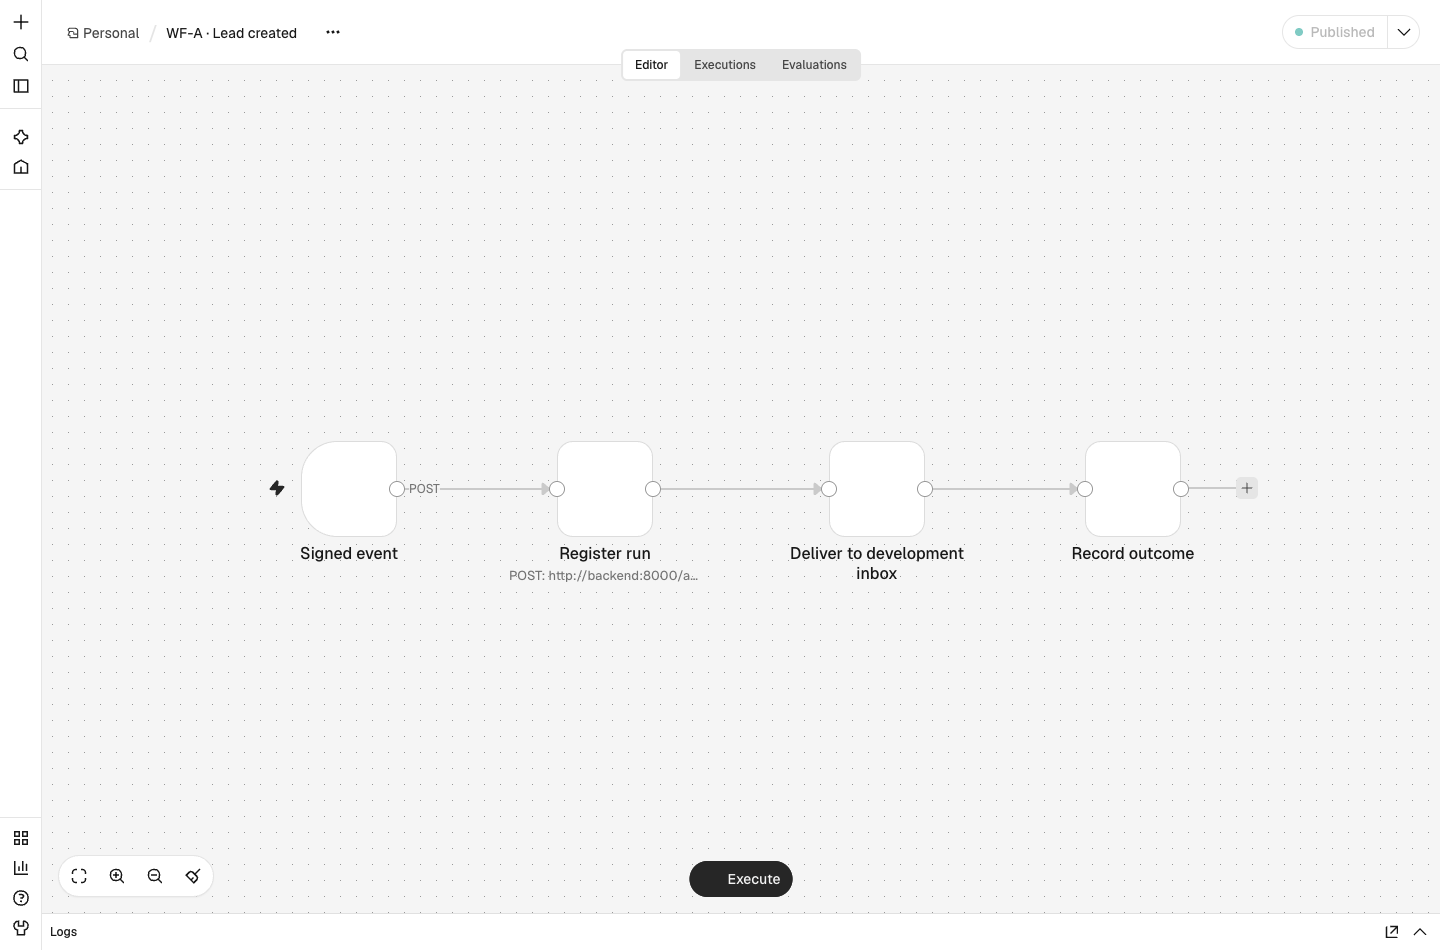 Personal / WF-A · Lead created
Published
Editor Executions Evaluations
POST
Signed event
Register run
POST: http://backend:8000/a...
Deliver to development
inbox
Record outcome
Execute
Logs